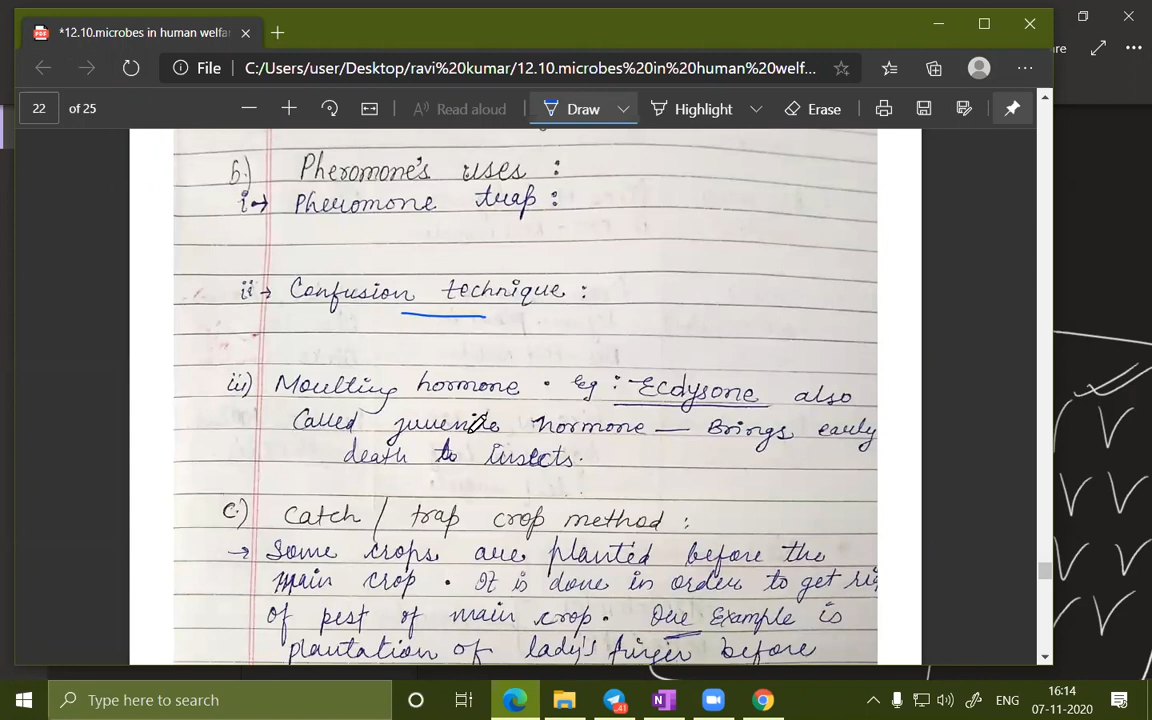 *12.10.microbes in human welfar
File
C:/Users/user/Desktop/ravi%20kumar/12.10.microbes%20in%20human%20welf...
22 of 25
Read aloud
Draw
Highlight
Erase
b.) Pheromone's uses :
i→ Pheromone trap :
ii→ Confusion technique :
iii) Moulting hormone • eg : Ecdysone also
Called juvenile hormone — Brings early
death to insects.
c.) Catch / trap crop method :
→ Some crops are planted before the
main crop • It is done in order to get ri
of pest of main crop. One Example is
plantation of lady's finger before
Type here to search
41
ENG
16:14
07-11-2020